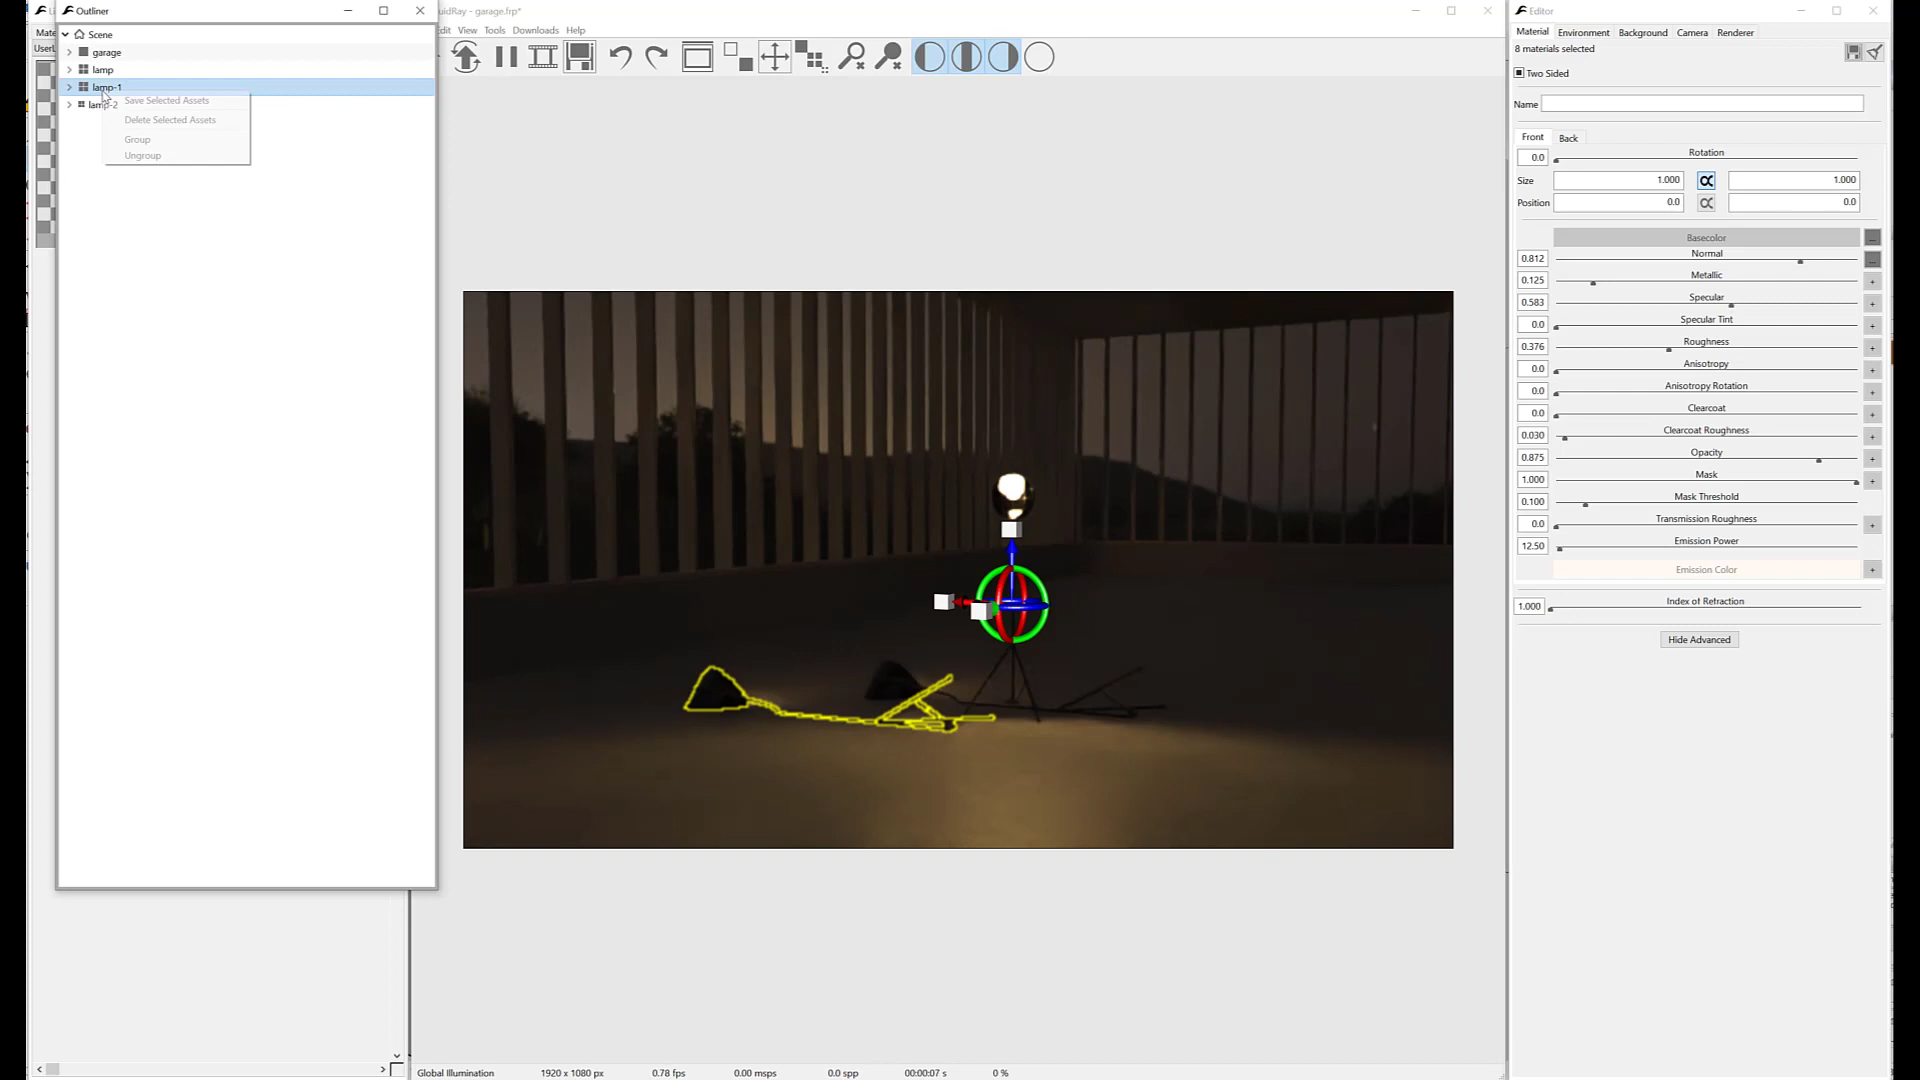 Outliner
Scene
garage
lamp
lamp-1
lamp-2
Save Selected Assets
Delete Selected Assets
Group
Ungroup
Mate
UserL
uidRay - garage.frp*
dit View Tools Downloads Help
Editor
Material Environment Background Camera Renderer
8 materials selected
Two Sided
Name
Front Back
Rotation
0.0
Size 1.000 1.000
Position 0.0 0.0
Basecolor ...
Normal
0.812 ...
Metallic
0.125 +
Specular
0.583 +
Specular Tint
0.0 +
Roughness
0.376 +
Anisotropy
0.0 +
Anisotropy Rotation
0.0 +
Clearcoat
0.0 +
Clearcoat Roughness
0.030 +
Opacity
0.875 +
Mask
1.000 +
Mask Threshold
0.100
Transmission Roughness
0.0 +
Emission Power
12.50
Emission Color +
Index of Refraction
1.000
Hide Advanced
Global Illumination 1920 x 1080 px 0.78 fps 0.00 msps 0.0 spp 00:00:07 s 0 %